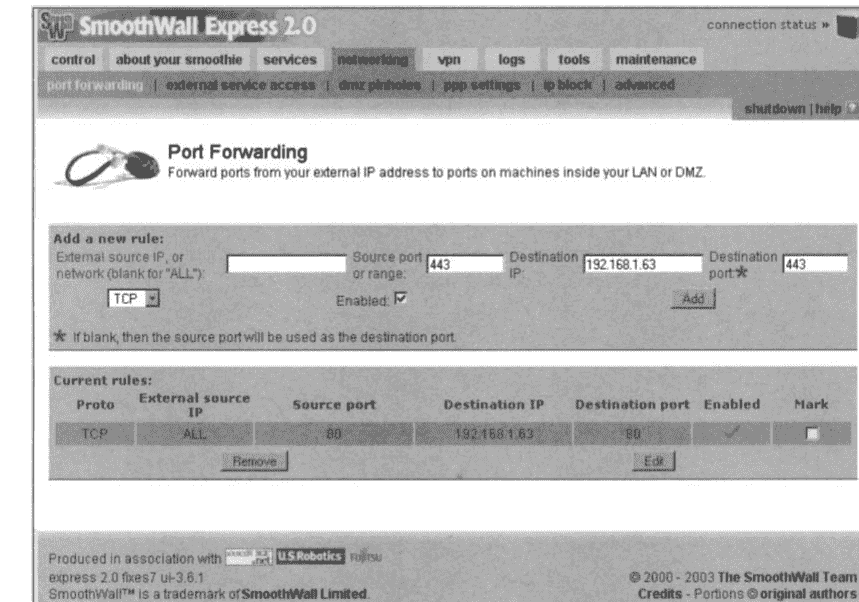 SWP SmoothWall Express 2.0
connection status »
control about your smoothie services networking vpn logs tools maintenance
port forwarding | external service access | dmz pinholes | ppp settings | ip block | advanced
shutdown | help ?
Port Forwarding
Forward ports from your external IP address to ports on machines inside your LAN or DMZ.
Add a new rule:
External source IP, or network (blank for "ALL"): Source port or range: 443 Destination IP: 192.168.1.63 Destination port:* 443
TCP Enabled: Add
* If blank, then the source port will be used as the destination port.
Current rules:
Proto External source IP Source port Destination IP Destination port Enabled Mark
TCP ALL 80 192.168.1.63 80
Remove Edit
Produced in association with .net U.S.Robotics FUJITSU
express 2.0 fixes7 ui-3.6.1
© 2000 - 2003 The SmoothWall Team
SmoothWall™ is a trademark of SmoothWall Limited.
Credits - Portions © original authors